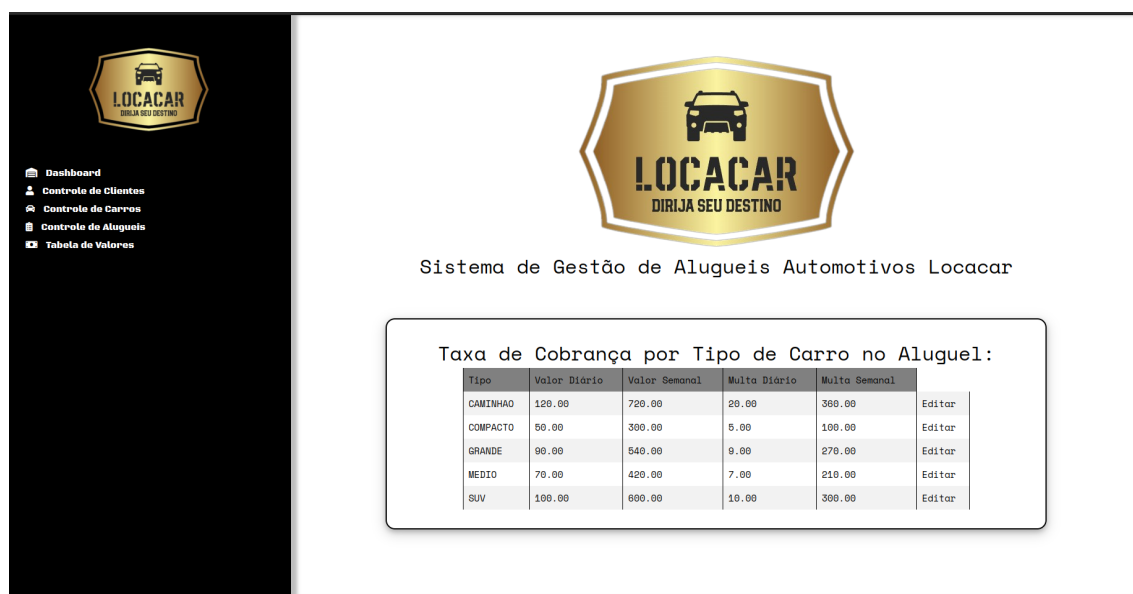 LOCACAR
DIRIJA SEU DESTINO
Dashboard
Controle de Clientes
Controle de Carros
Controle de Alugueis
Tabela de Valores
LOCACAR
DIRIJA SEU DESTINO
Sistema de Gestão de Alugueis Automotivos Locacar
Taxa de Cobrança por Tipo de Carro no Aluguel:
Tipo Valor Diário Valor Semanal Multa Diário Multa Semanal
CAMINHAO 120.00 720.00 20.00 360.00 Editar
COMPACTO 50.00 300.00 5.00 100.00 Editar
GRANDE 90.00 540.00 9.00 270.00 Editar
MEDIO 70.00 420.00 7.00 210.00 Editar
SUV 100.00 600.00 10.00 300.00 Editar